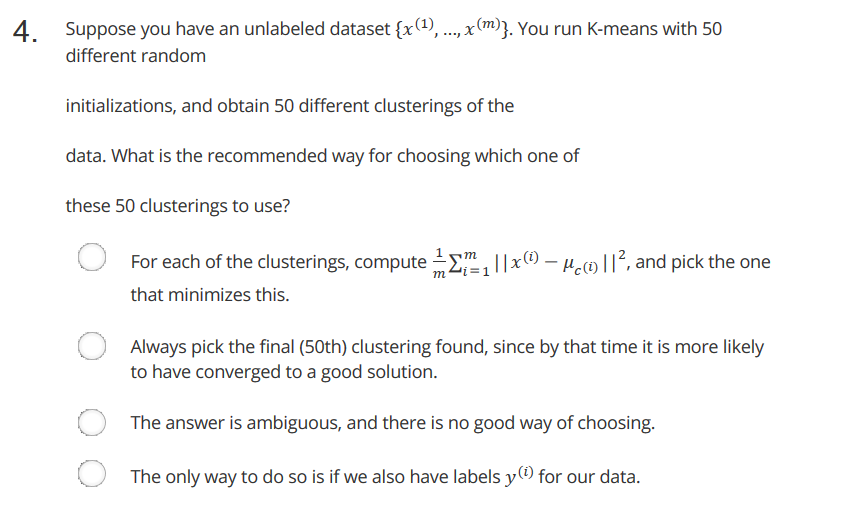 4. Suppose you have an unlabeled dataset {x^(1), ..., x^(m)}. You run K-means with 50
different random
initializations, and obtain 50 different clusterings of the
data. What is the recommended way for choosing which one of
these 50 clusterings to use?
For each of the clusterings, compute 1/m Σ_{i=1}^m ||x^(i) − μ_{c^(i)}||², and pick the one
that minimizes this.
Always pick the final (50th) clustering found, since by that time it is more likely
to have converged to a good solution.
The answer is ambiguous, and there is no good way of choosing.
The only way to do so is if we also have labels y^(i) for our data.